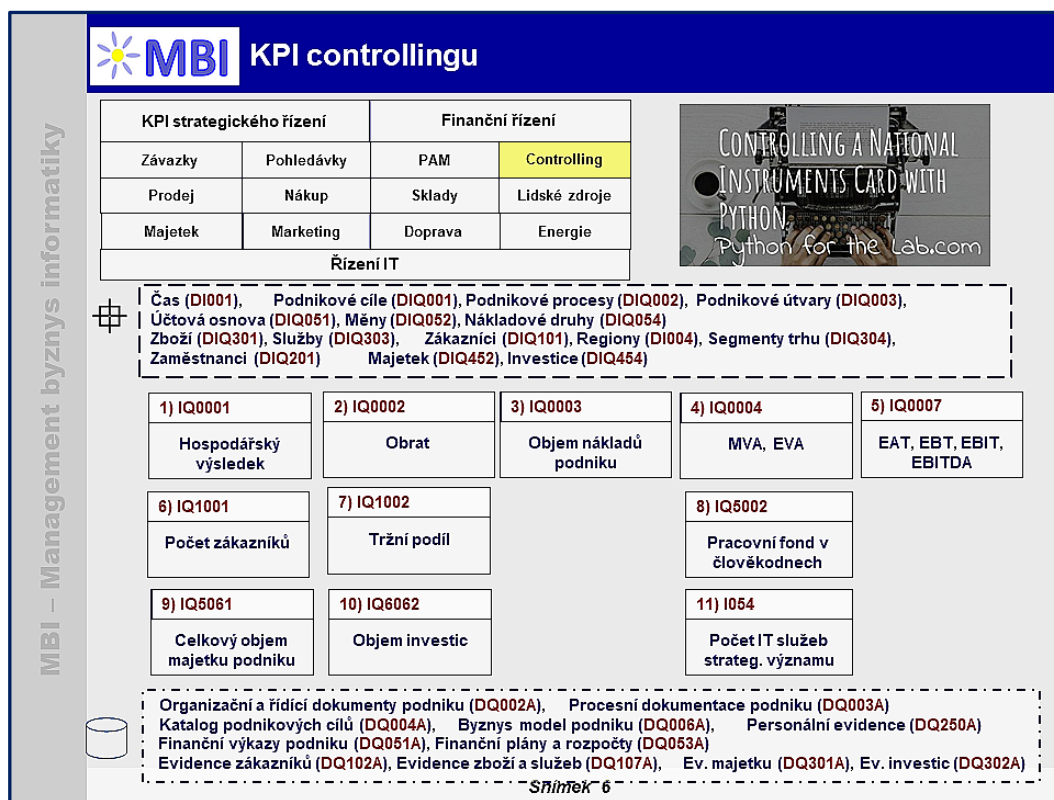 MBI KPI controllingu
MBI – Management byznys informatiky
KPI strategického řízení Finanční řízení
Závazky Pohledávky PAM Controlling
Prodej Nákup Sklady Lidské zdroje
Majetek Marketing Doprava Energie
Řízení IT
CONTROLLING A NATIONAL
INSTRUMENTS CARD WITH
PYTHON
Python for the Lab.com
Čas (DI001), Podnikové cíle (DIQ001), Podnikové procesy (DIQ002), Podnikové útvary (DIQ003),
Účtová osnova (DIQ051), Měny (DIQ052), Nákladové druhy (DIQ054)
Zboží (DIQ301), Služby (DIQ303), Zákazníci (DIQ101), Regiony (DI004), Segmenty trhu (DIQ304),
Zaměstnanci (DIQ201) Majetek (DIQ452), Investice (DIQ454)
1) IQ0001
Hospodářský
výsledek
2) IQ0002
Obrat
3) IQ0003
Objem nákladů
podniku
4) IQ0004
MVA, EVA
5) IQ0007
EAT, EBT, EBIT,
EBITDA
6) IQ1001
Počet zákazníků
7) IQ1002
Tržní podíl
8) IQ5002
Pracovní fond v
člověkodnech
9) IQ5061
Celkový objem
majetku podniku
10) IQ6062
Objem investic
11) I054
Počet IT služeb
strateg. významu
Organizační a řídící dokumenty podniku (DQ002A), Procesní dokumentace podniku (DQ003A)
Katalog podnikových cílů (DQ004A), Byznys model podniku (DQ006A), Personální evidence (DQ250A)
Finanční výkazy podniku (DQ051A), Finanční plány a rozpočty (DQ053A)
Evidence zákazníků (DQ102A), Evidence zboží a služeb (DQ107A), Ev. majetku (DQ301A), Ev. investic (DQ302A)
Snímek 6